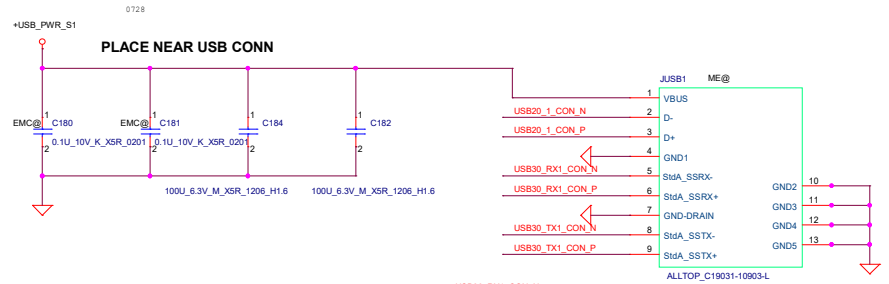 0728
+USB_PWR_S1
PLACE NEAR USB CONN
EMC@ C180
1
2
0.1U_10V_K_X5R_0201
EMC@ C181
1
2
0.1U_10V_K_X5R_0201
C184
1
2
100U_6.3V_M_X5R_1206_H1.6
C182
1
2
100U_6.3V_M_X5R_1206_H1.6
JUSB1 ME@
1 VBUS
USB20_1_CON_N 2 D-
USB20_1_CON_P 3 D+
4 GND1
USB30_RX1_CON_N 5 StdA_SSRX-
USB30_RX1_CON_P 6 StdA_SSRX+
7 GND-DRAIN
USB30_TX1_CON_N 8 StdA_SSTX-
USB30_TX1_CON_P 9 StdA_SSTX+
GND2 10
GND3 11
GND4 12
GND5 13
ALLTOP_C19031-10903-L